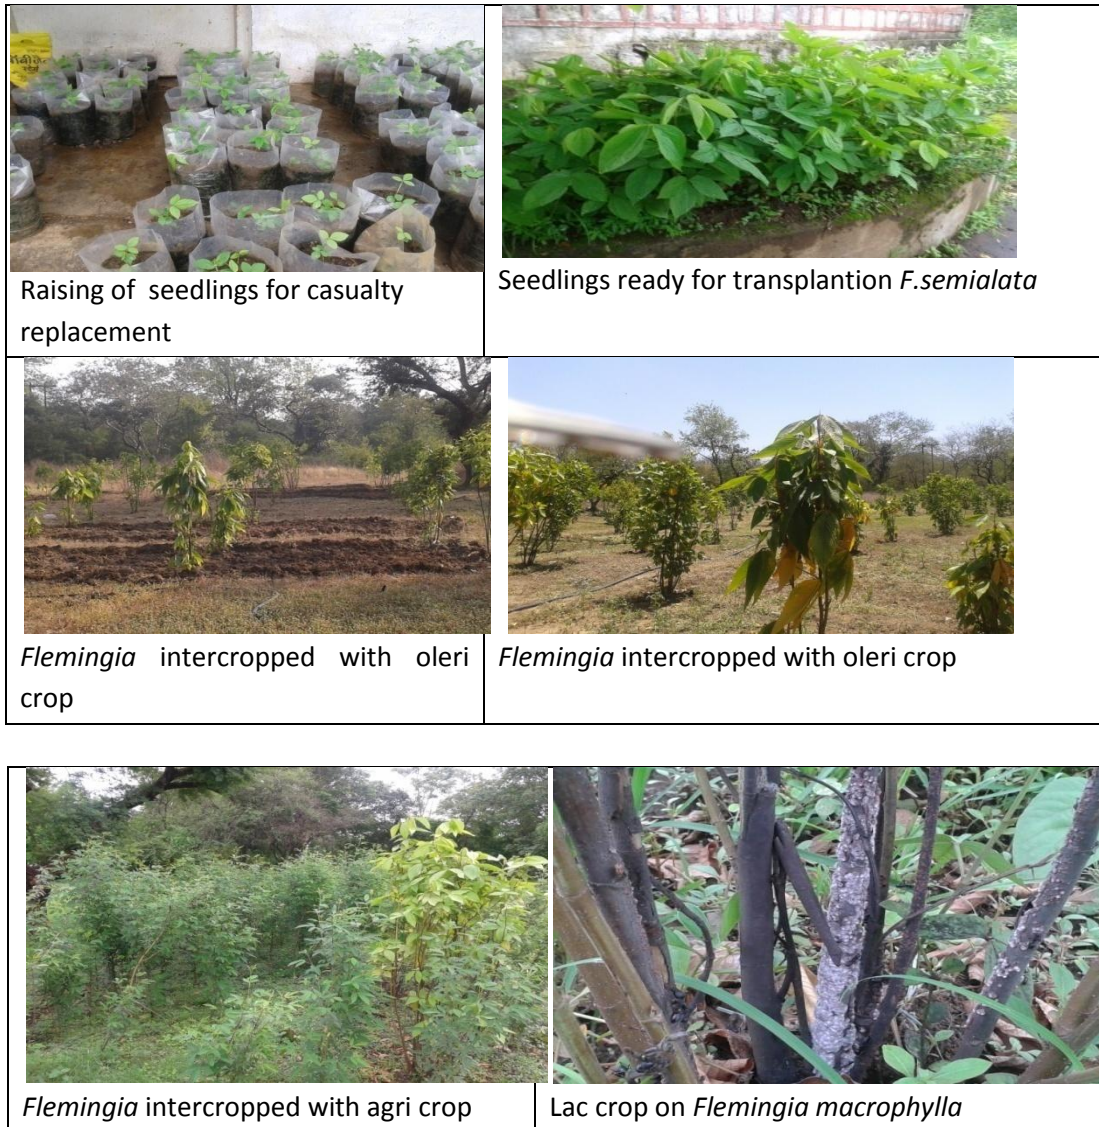 Raising of seedlings for casualty
replacement
Seedlings ready for transplantion F.semialata
Flemingia intercropped with oleri
crop
Flemingia intercropped with oleri crop
Flemingia intercropped with agri crop
Lac crop on Flemingia macrophylla